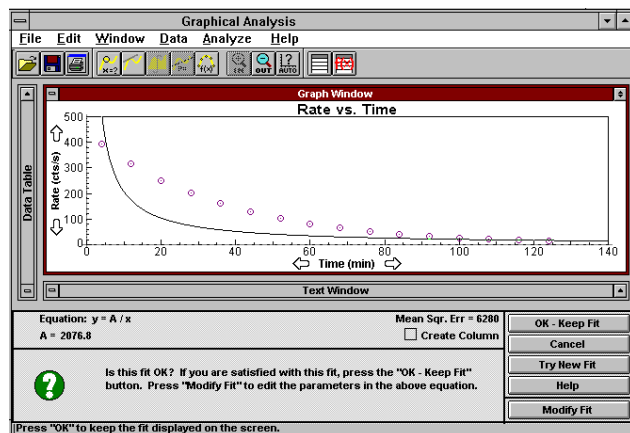 Graphical Analysis
File Edit Window Data Analyze Help
X=?
f(x)
IN
OUT
AUTO
Data Table
Graph Window
Rate vs. Time
Rate (cts/s)
500
400
300
200
100
0
0 20 40 60 80 100 120 140
Time (min)
Text Window
Equation: y = A / x
Mean Sqr. Err = 6280
A = 2076.8
Create Column
Is this fit OK? If you are satisfied with this fit, press the "OK - Keep Fit"
button. Press "Modify Fit" to edit the parameters in the above equation.
OK - Keep Fit
Cancel
Try New Fit
Help
Modify Fit
Press "OK" to keep the fit displayed on the screen.